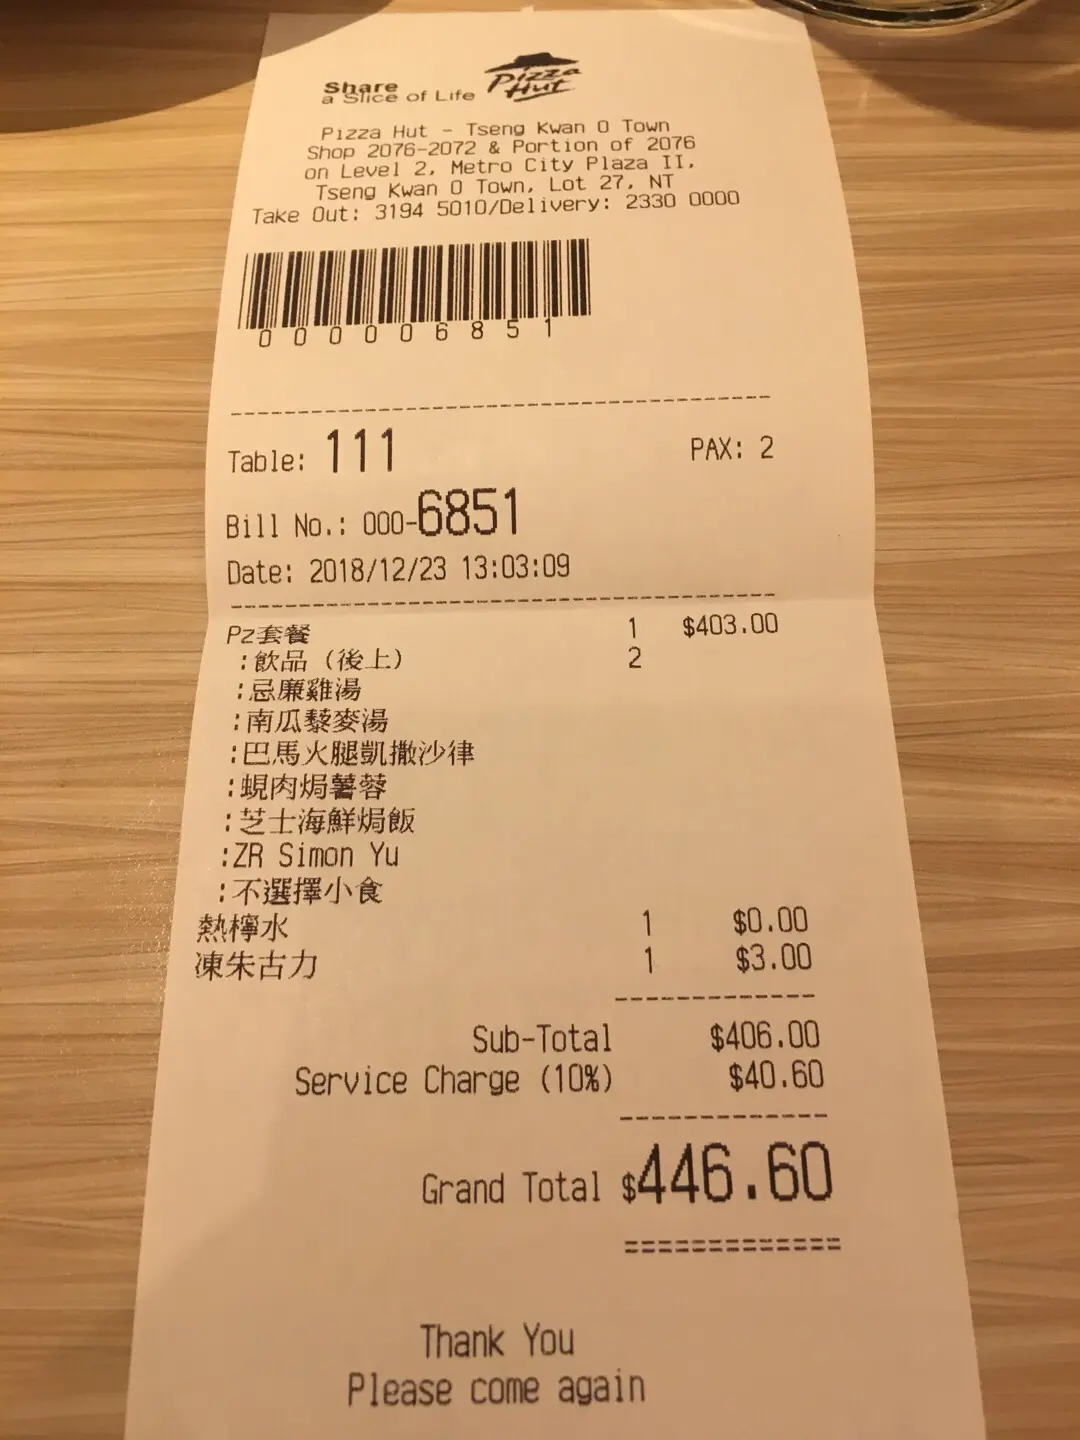 Share
a Slice of Life
Pizza
Hut
Pizza Hut - Tseng Kwan O Town
Shop 2076-2072 & Portion of 2076
on Level 2, Metro City Plaza II,
Tseng Kwan O Town, Lot 27, NT
Take Out: 3194 5010/Delivery: 2330 0000
000006851
Table: 111 PAX: 2
Bill No.: 000-6851
Date: 2018/12/23 13:03:09
Pz套餐 1 $403.00
:飲品 (後上) 2
:忌廉雞湯
:南瓜藜麥湯
:巴馬火腿凱撒沙律
:蜆肉焗薯蓉
:芝士海鮮焗飯
:ZR Simon Yu
:不選擇小食
熱檸水 1 $0.00
凍朱古力 1 $3.00
Sub-Total $406.00
Service Charge (10%) $40.60
Grand Total $446.60
Thank You
Please come again